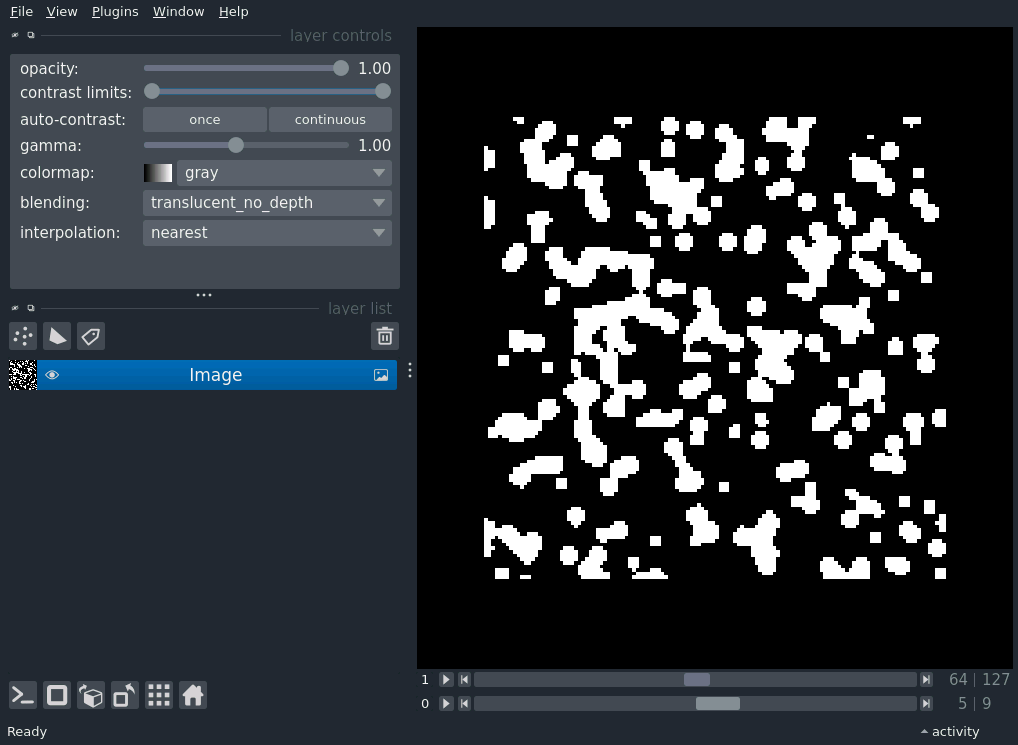 File View Plugins Window Help
layer controls
opacity: 1.00
contrast limits:
auto-contrast: once continuous
gamma: 1.00
colormap: gray
blending: translucent_no_depth
interpolation: nearest
layer list
Image
1 64 | 127
0 5 | 9
Ready activity